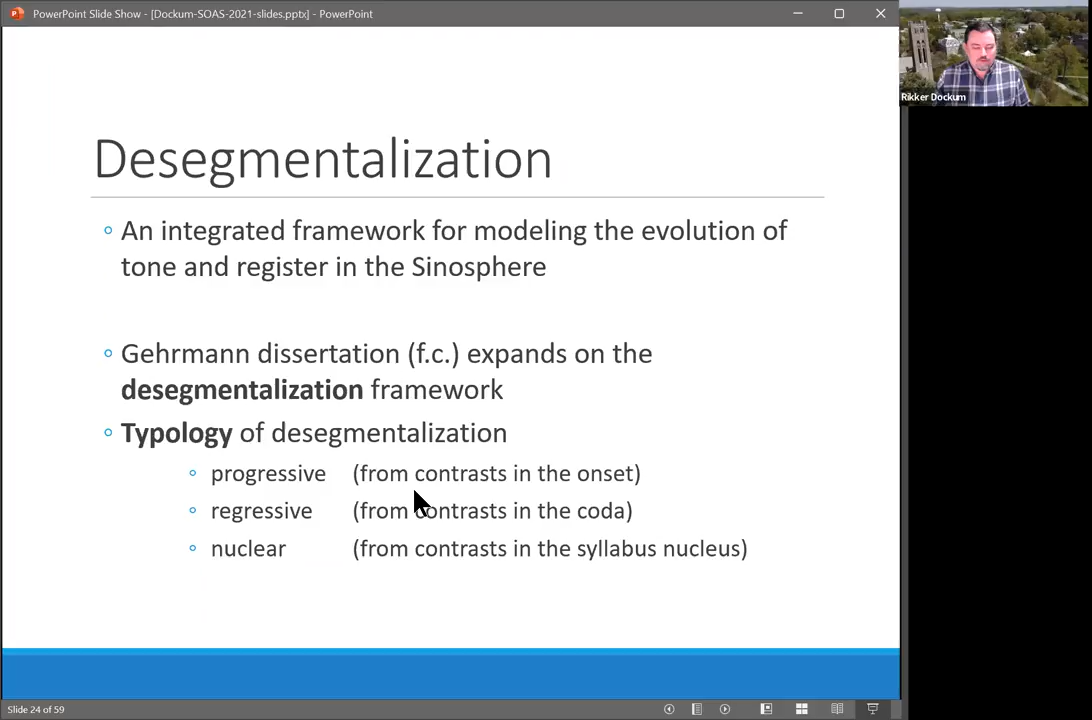 PowerPoint Slide Show - [Dockum-SOAS-2021-slides.pptx] - PowerPoint
Rikker Dockum
Desegmentalization
An integrated framework for modeling the evolution of
tone and register in the Sinosphere
Gehrmann dissertation (f.c.) expands on the
desegmentalization framework
Typology of desegmentalization
progressive (from contrasts in the onset)
regressive (from contrasts in the coda)
nuclear (from contrasts in the syllabus nucleus)
Slide 24 of 59